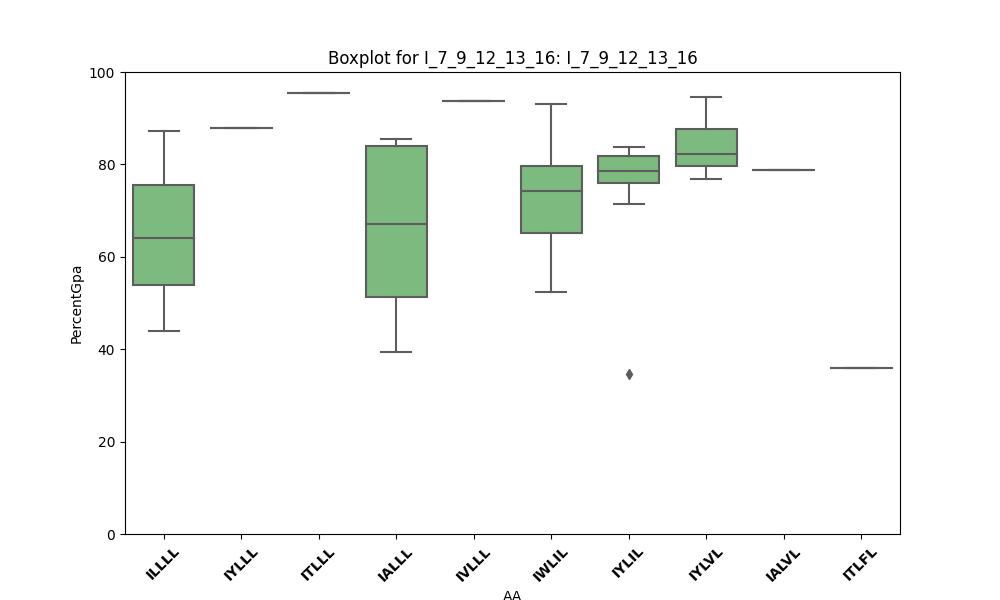 Boxplot for I_7_9_12_13_16: I_7_9_12_13_16
100
80
60
40
20
0
PercentGpa
ILLLL
IYLLL
ITLLL
IALLL
IVLLL
IWLIL
IYLIL
IYLVL
IALVL
ITLFL
AA